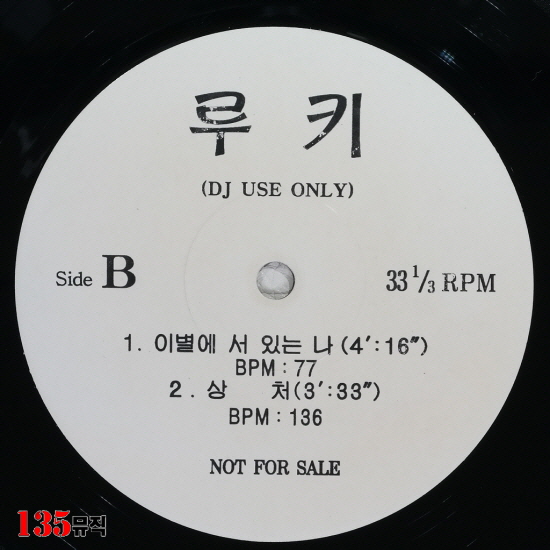 루 키
(DJ USE ONLY)
Side B
33 1/3 RPM
1. 이별에 서 있는 나 (4′:16″)
BPM : 77
2. 상 처 (3′:33″)
BPM : 136
NOT FOR SALE
135뮤직